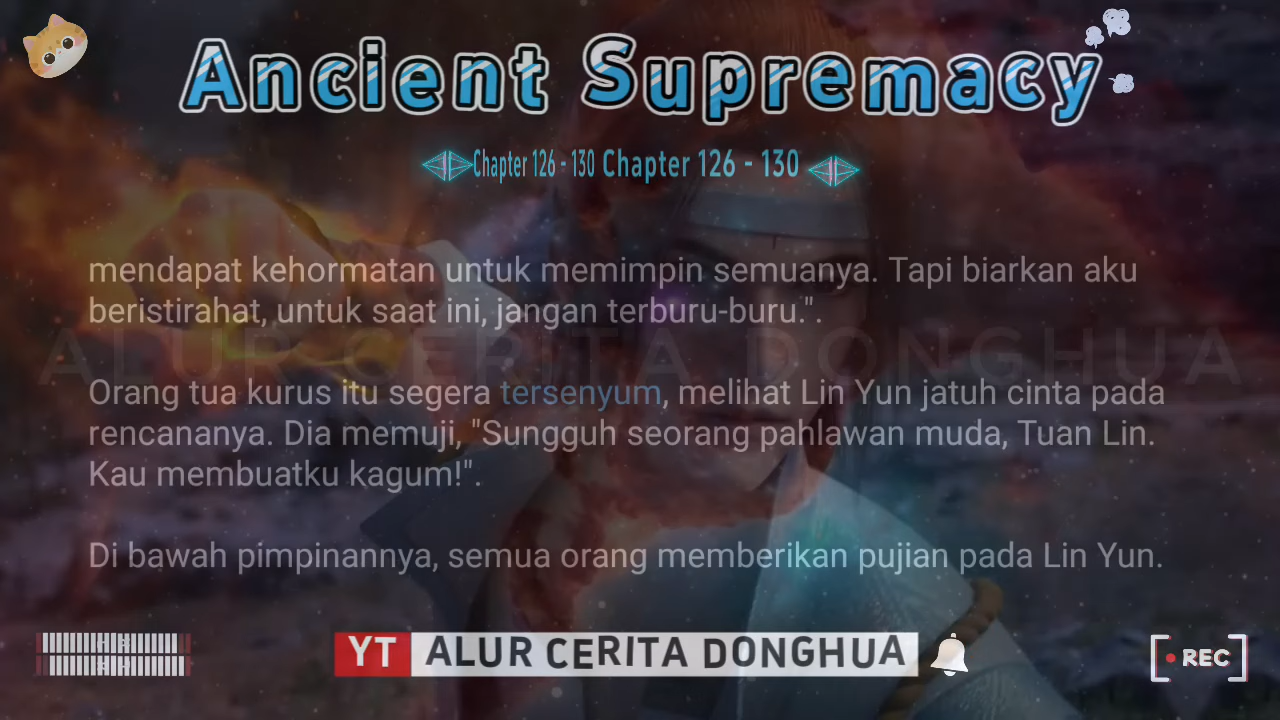 Ancient Supremacy
Chapter 126 - 130 Chapter 126 - 130
mendapat kehormatan untuk memimpin semuanya. Tapi biarkan aku
beristirahat, untuk saat ini, jangan terburu-buru.".
ALUR CERITA DONGHUA
Orang tua kurus itu segera tersenyum, melihat Lin Yun jatuh cinta pada
rencananya. Dia memuji, "Sungguh seorang pahlawan muda, Tuan Lin.
Kau membuatku kagum!".
Di bawah pimpinannya, semua orang memberikan pujian pada Lin Yun.
YT ALUR CERITA DONGHUA
REC